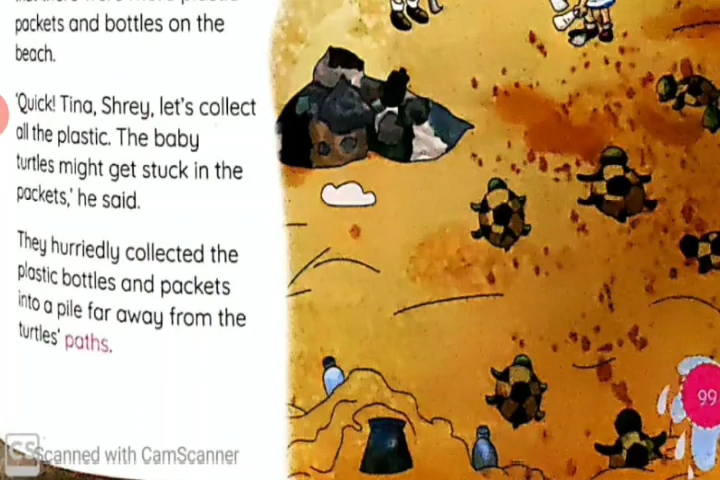 packets and bottles on the
beach.
'Quick! Tina, Shrey, let's collect
all the plastic. The baby
turtles might get stuck in the
packets,' he said.
They hurriedly collected the
plastic bottles and packets
into a pile far away from the
turtles' paths.
99
CS Scanned with CamScanner